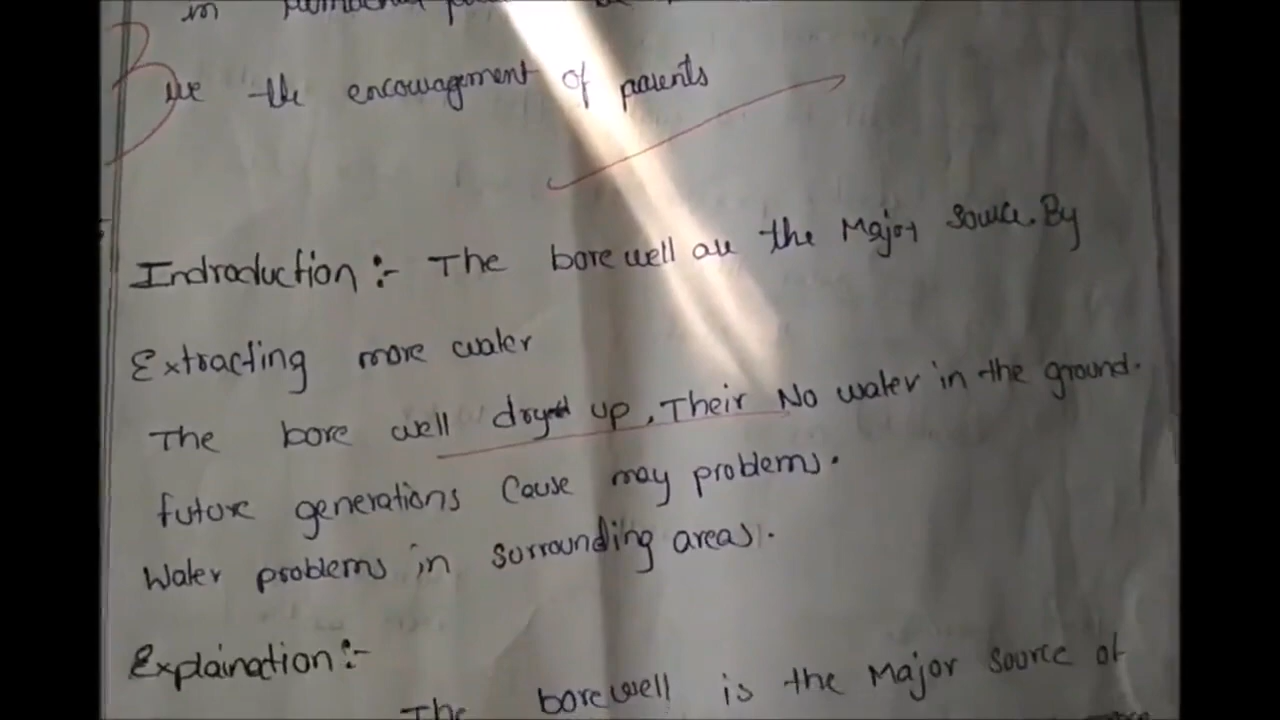 in
the encouragement of parents
Indroduction :- The bore well are the Major Source. By
Extracting more water
The bore well dryed up, Their No water in the ground.
future generations Cause may problems.
Water problems in surrounding areas.
Explaination :-
The borewell is the Major Source of